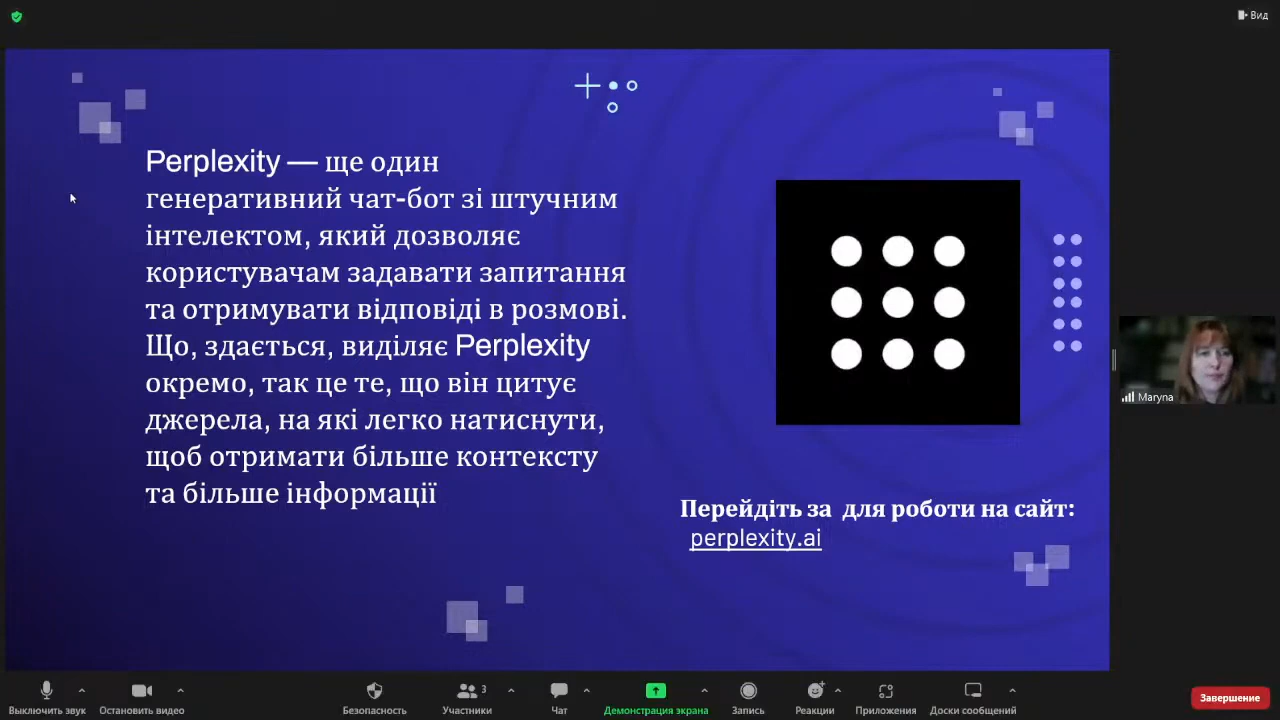 Вид
Perplexity — ще один
генеративний чат-бот зі штучним
інтелектом, який дозволяє
користувачам задавати запитання
та отримувати відповіді в розмові.
Що, здається, виділяє Perplexity
окремо, так це те, що він цитує
джерела, на які легко натиснути,
щоб отримати більше контексту
та більше інформації
Перейдіть за для роботи на сайт:
perplexity.ai
Maryna
Выключить звук
Остановить видео
Безопасность
3
Участники
Чат
Демонстрация экрана
Запись
Реакции
Приложения
Доски сообщений
Завершение